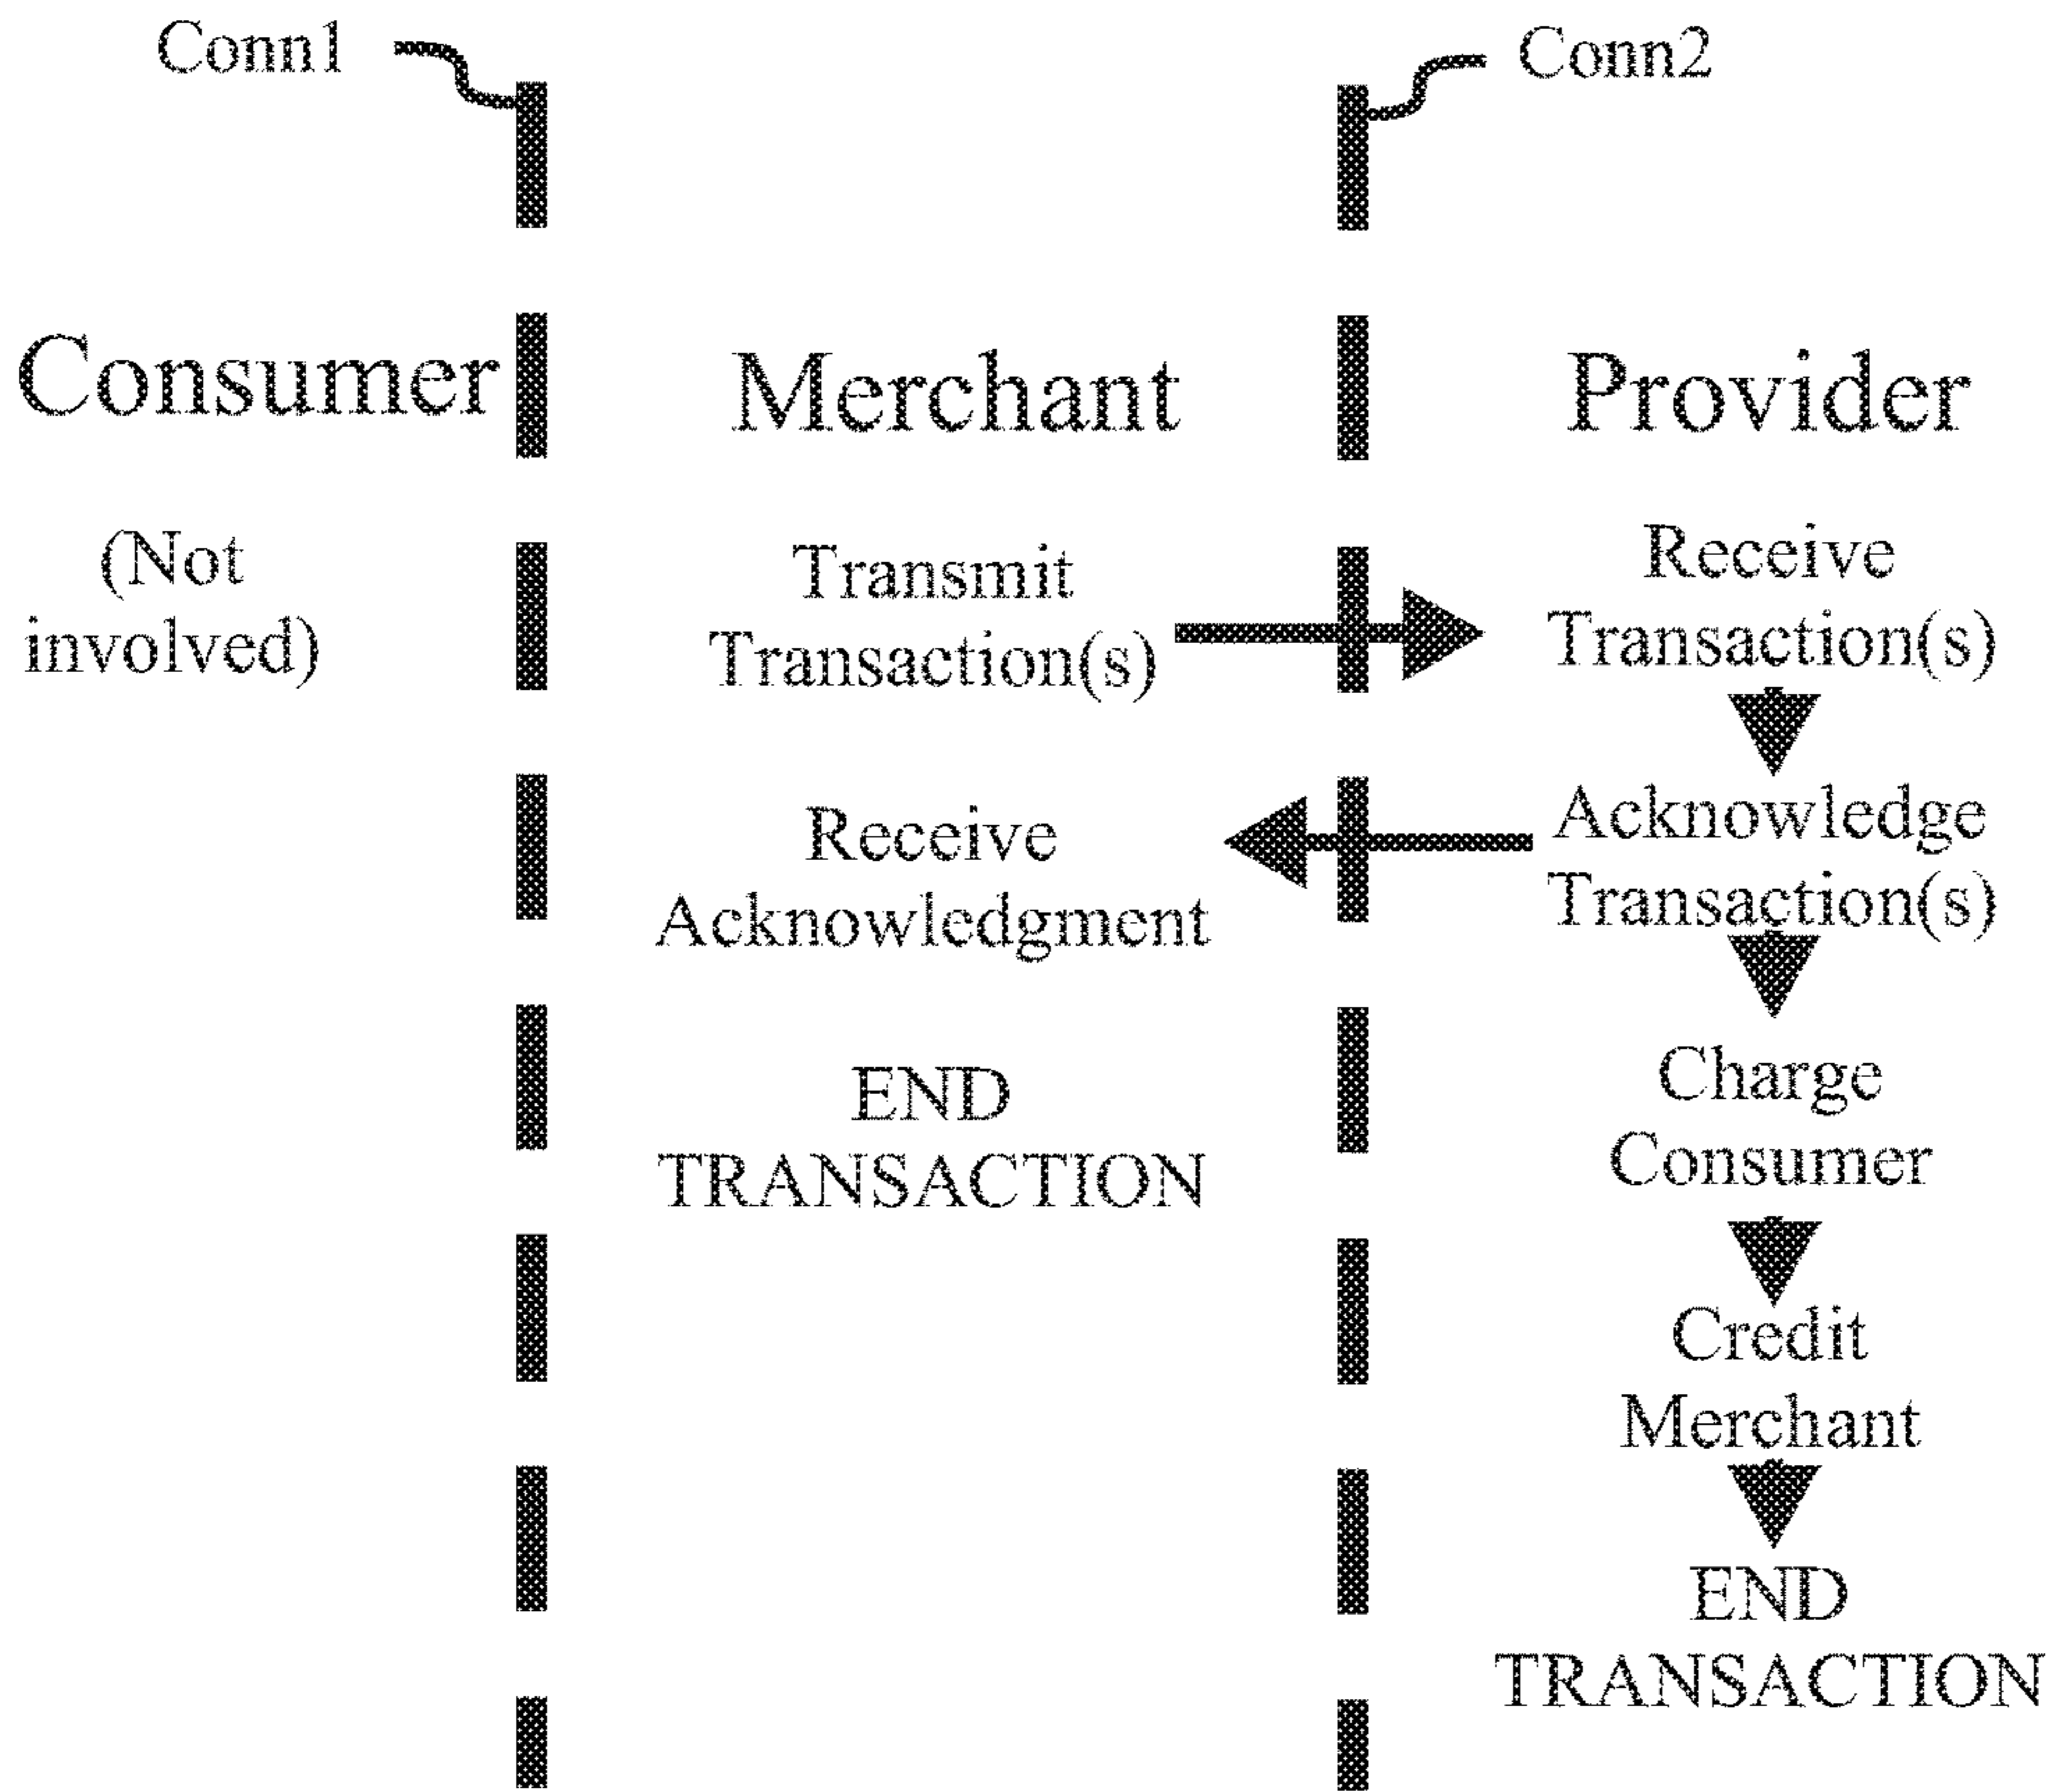 Conn1
Conn2
Consumer
Merchant
Provider
(Not
involved)
Transmit
Transaction(s)
Receive
Transaction(s)
Receive
Acknowledgment
Acknowledge
Transaction(s)
END
TRANSACTION
Charge
Consumer
Credit
Merchant
END
TRANSACTION